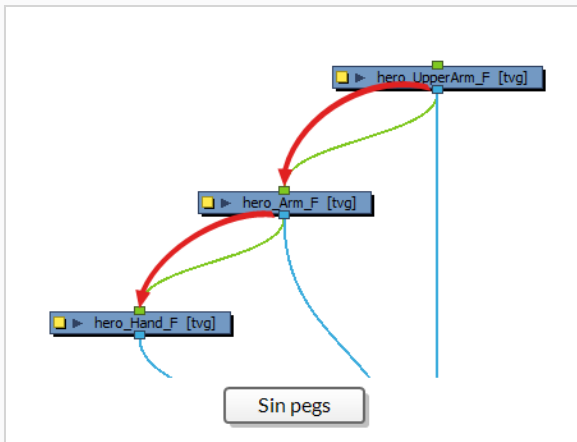 hero_UpperArm_F [tvg]
hero_Arm_F [tvg]
hero_Hand_F [tvg]
Sin pegs